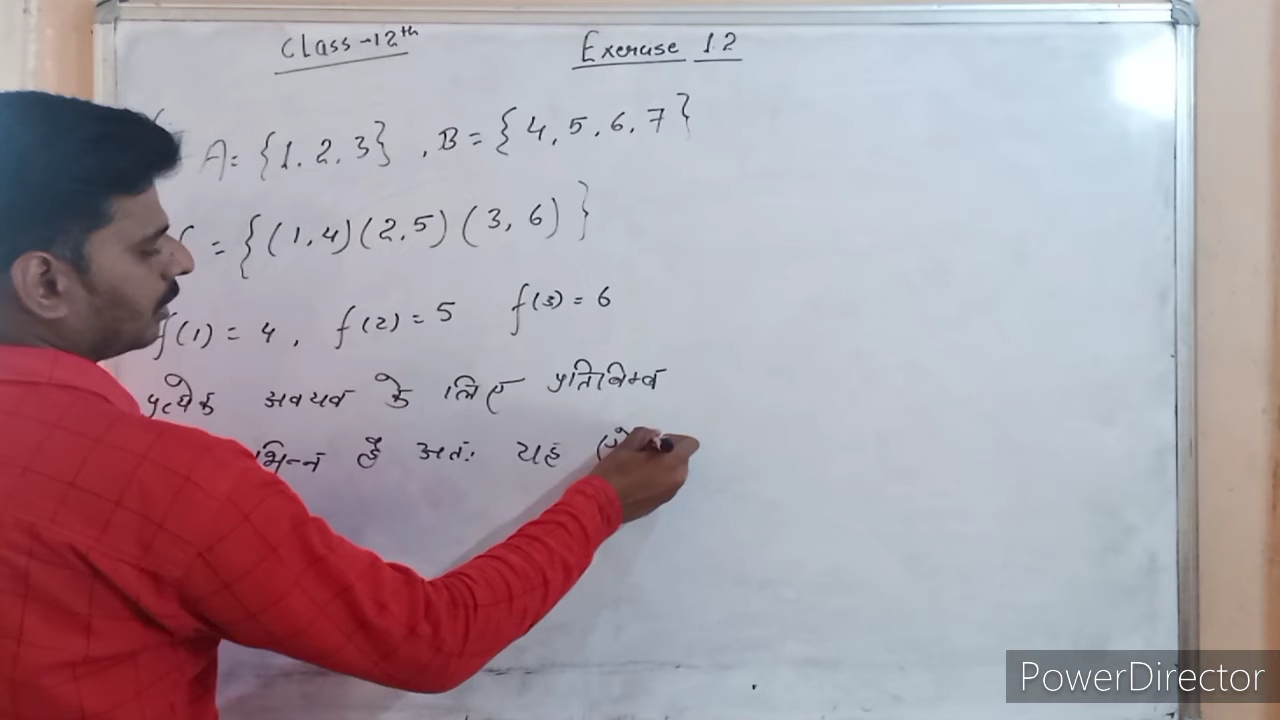 Class-12th Exercise 1.2
A = {1, 2, 3}, B = {4, 5, 6, 7}
f = {(1,4)(2,5)(3,6)}
f(1) = 4, f(2) = 5 f(3) = 6
प्रत्येक अवयव के लिए प्रतिबिम्ब
भिन्न है अतः यह
PowerDirector